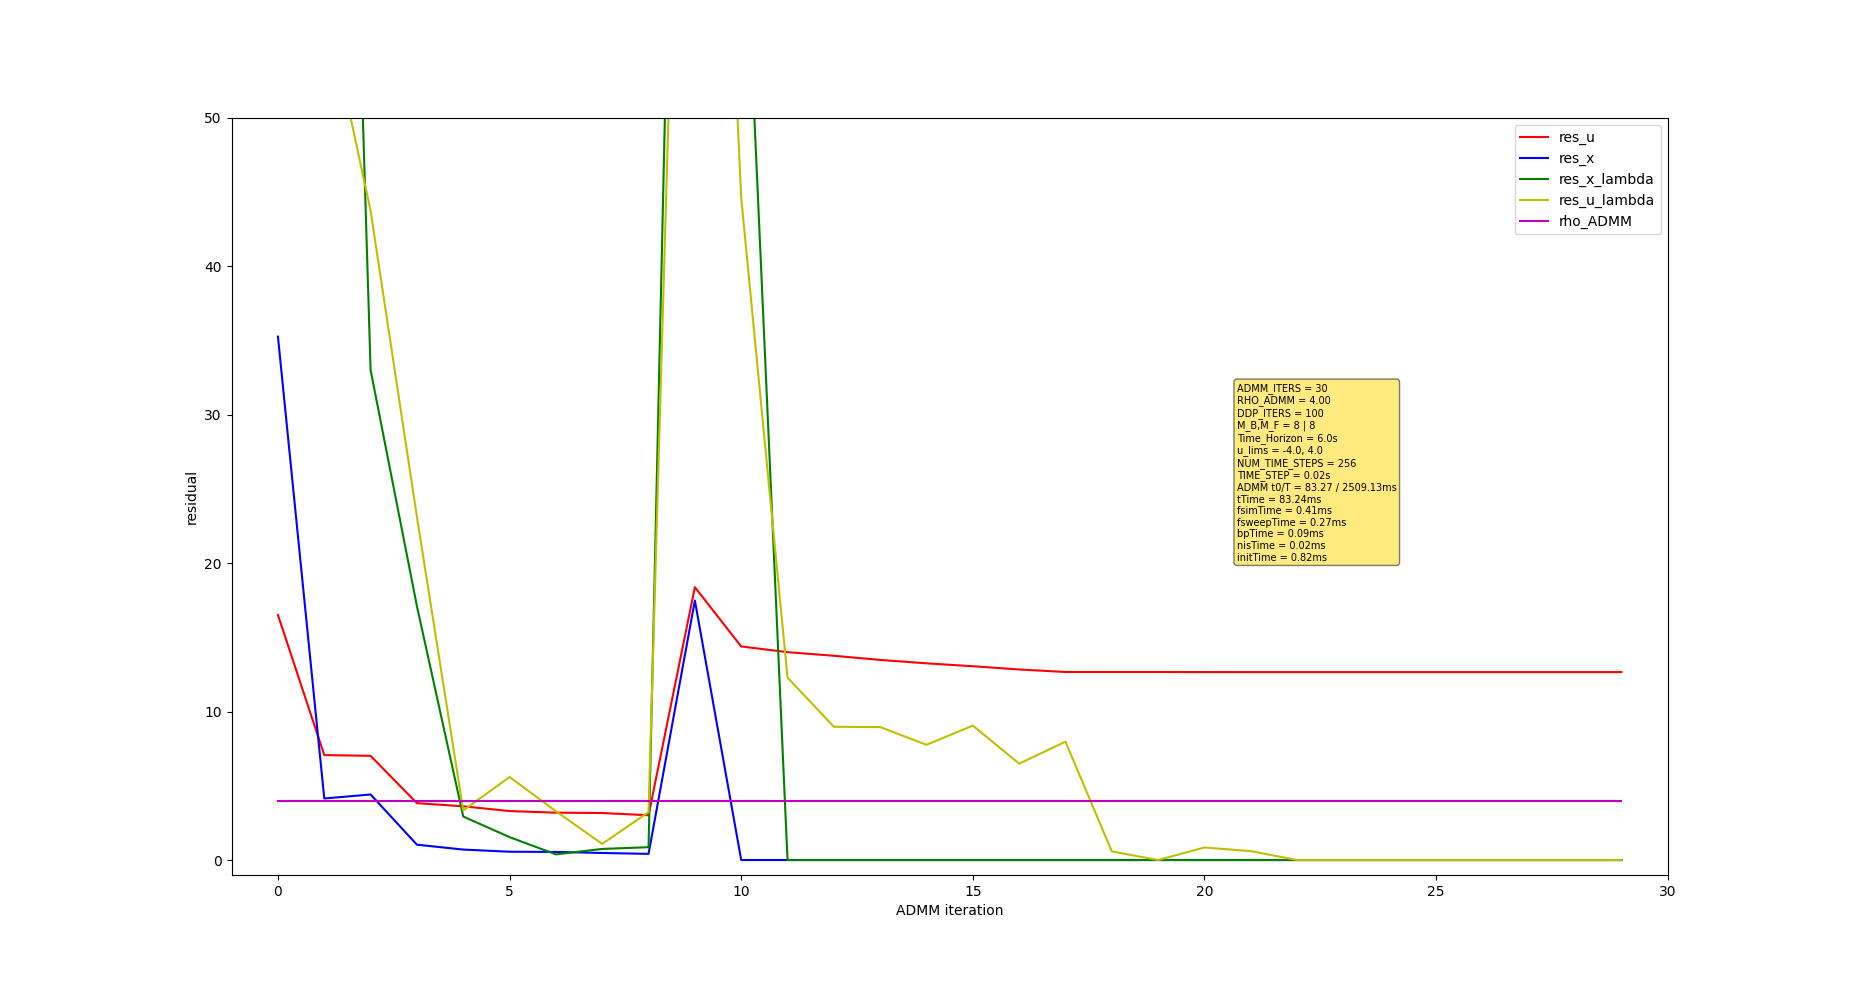 50
40
30
20
10
0
residual
0 5 10 15 20 25 30
ADMM iteration
res_u
res_x
res_x_lambda
res_u_lambda
rho_ADMM
ADMM_ITERS = 30
RHO_ADMM = 4.00
DDP_ITERS = 100
M_B,M_F = 8 | 8
Time_Horizon = 6.0s
u_lims = -4.0, 4.0
NUM_TIME_STEPS = 256
TIME_STEP = 0.02s
ADMM t0/T = 83.27 / 2509.13ms
tTime = 83.24ms
fsimTime = 0.41ms
fsweepTime = 0.27ms
bpTime = 0.09ms
nisTime = 0.02ms
initTime = 0.82ms